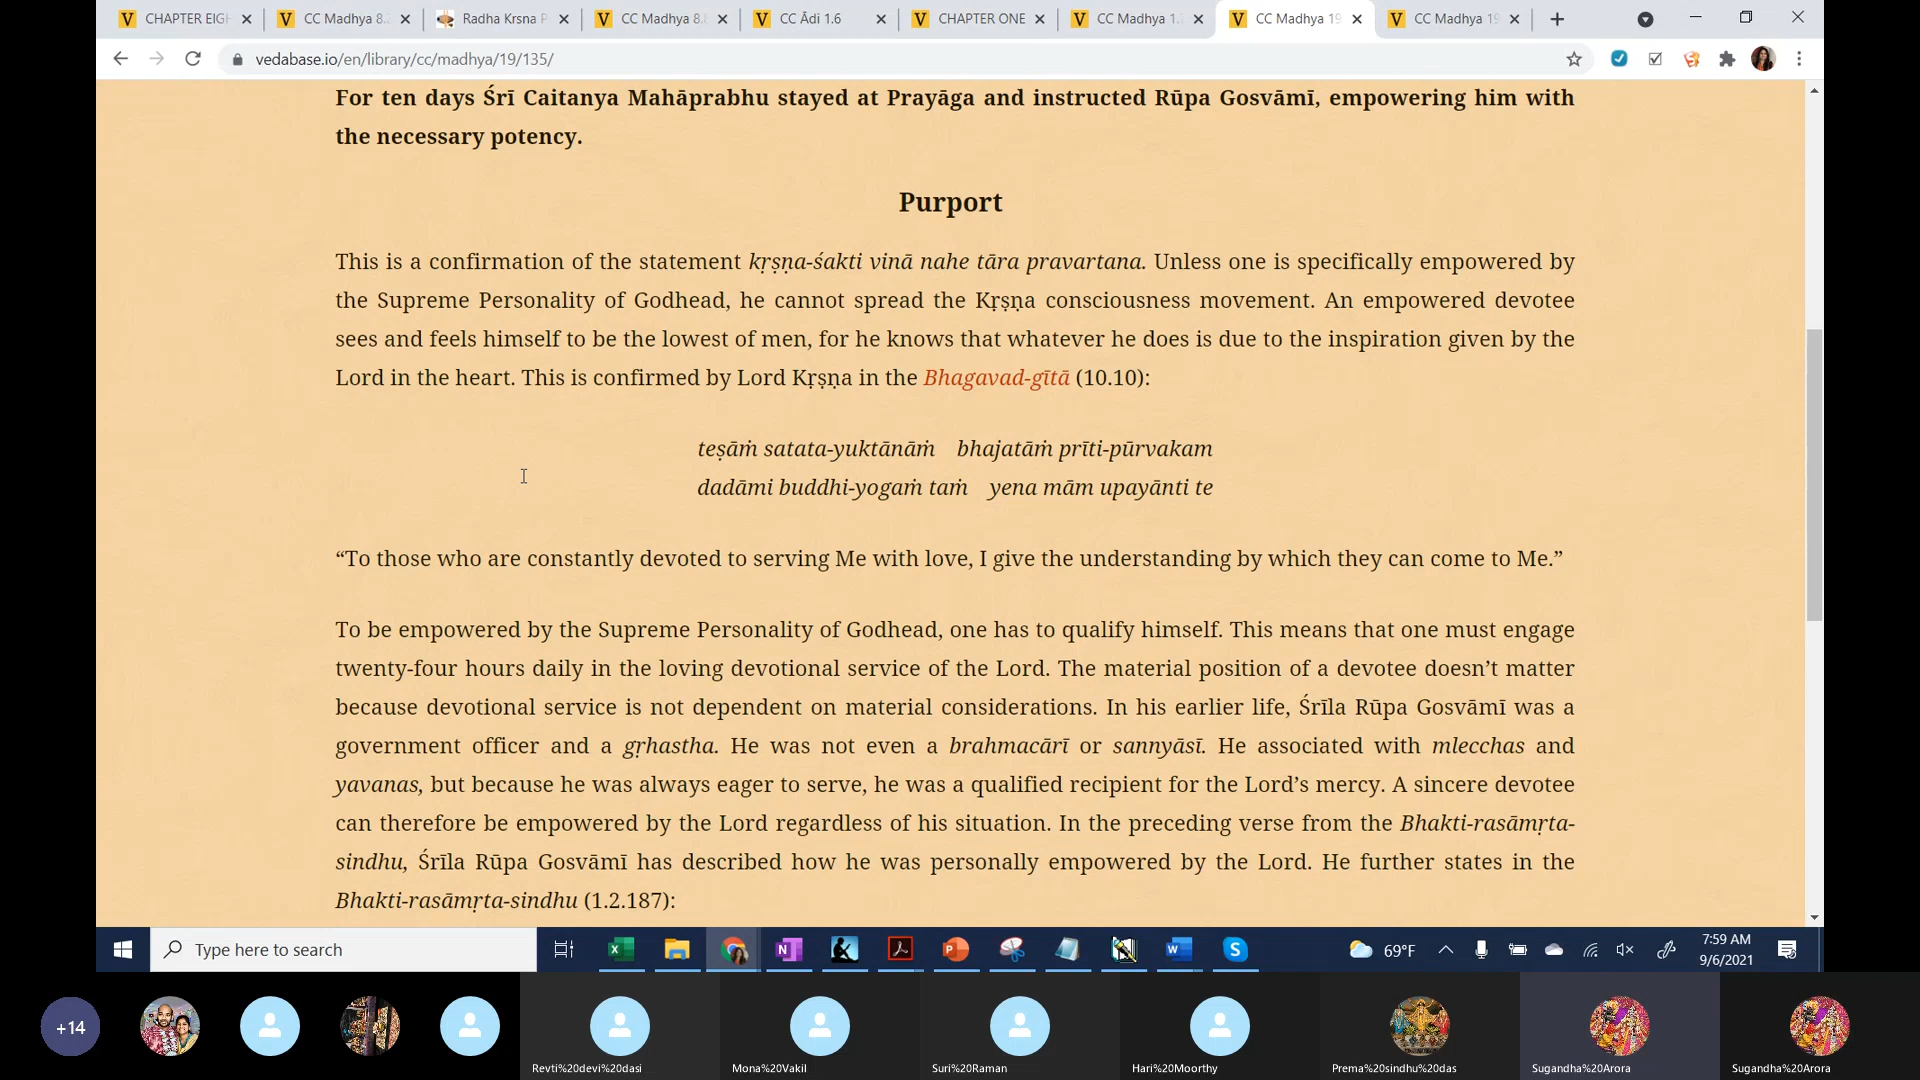 CHAPTER EIGH
CC Madhya 8.
Radha Krsna P
CC Madhya 8.
CC Ādi 1.6
CHAPTER ONE
CC Madhya 1.
CC Madhya 19
CC Madhya 19
vedabase.io/en/library/cc/madhya/19/135/
For ten days Śrī Caitanya Mahāprabhu stayed at Prayāga and instructed Rūpa Gosvāmī, empowering him with
the necessary potency.
Purport
This is a confirmation of the statement kṛṣṇa-śakti vinā nahe tāra pravartana. Unless one is specifically empowered by
the Supreme Personality of Godhead, he cannot spread the Kṛṣṇa consciousness movement. An empowered devotee
sees and feels himself to be the lowest of men, for he knows that whatever he does is due to the inspiration given by the
Lord in the heart. This is confirmed by Lord Kṛṣṇa in the Bhagavad-gītā (10.10):
teṣāṁ satata-yuktānāṁ bhajatāṁ prīti-pūrvakam
dadāmi buddhi-yogaṁ taṁ yena mām upayānti te
“To those who are constantly devoted to serving Me with love, I give the understanding by which they can come to Me.”
To be empowered by the Supreme Personality of Godhead, one has to qualify himself. This means that one must engage
twenty-four hours daily in the loving devotional service of the Lord. The material position of a devotee doesn’t matter
because devotional service is not dependent on material considerations. In his earlier life, Śrīla Rūpa Gosvāmī was a
government officer and a gṛhastha. He was not even a brahmacārī or sannyāsī. He associated with mlecchas and
yavanas, but because he was always eager to serve, he was a qualified recipient for the Lord’s mercy. A sincere devotee
can therefore be empowered by the Lord regardless of his situation. In the preceding verse from the Bhakti-rasāmṛta-
sindhu, Śrīla Rūpa Gosvāmī has described how he was personally empowered by the Lord. He further states in the
Bhakti-rasāmṛta-sindhu (1.2.187):
Type here to search
69°F
7:59 AM
9/6/2021
+14
Revti%20devi%20dasi
Mona%20Vakil
Suri%20Raman
Hari%20Moorthy
Prema%20sindhu%20das
Sugandha%20Arora
Sugandha%20Arora